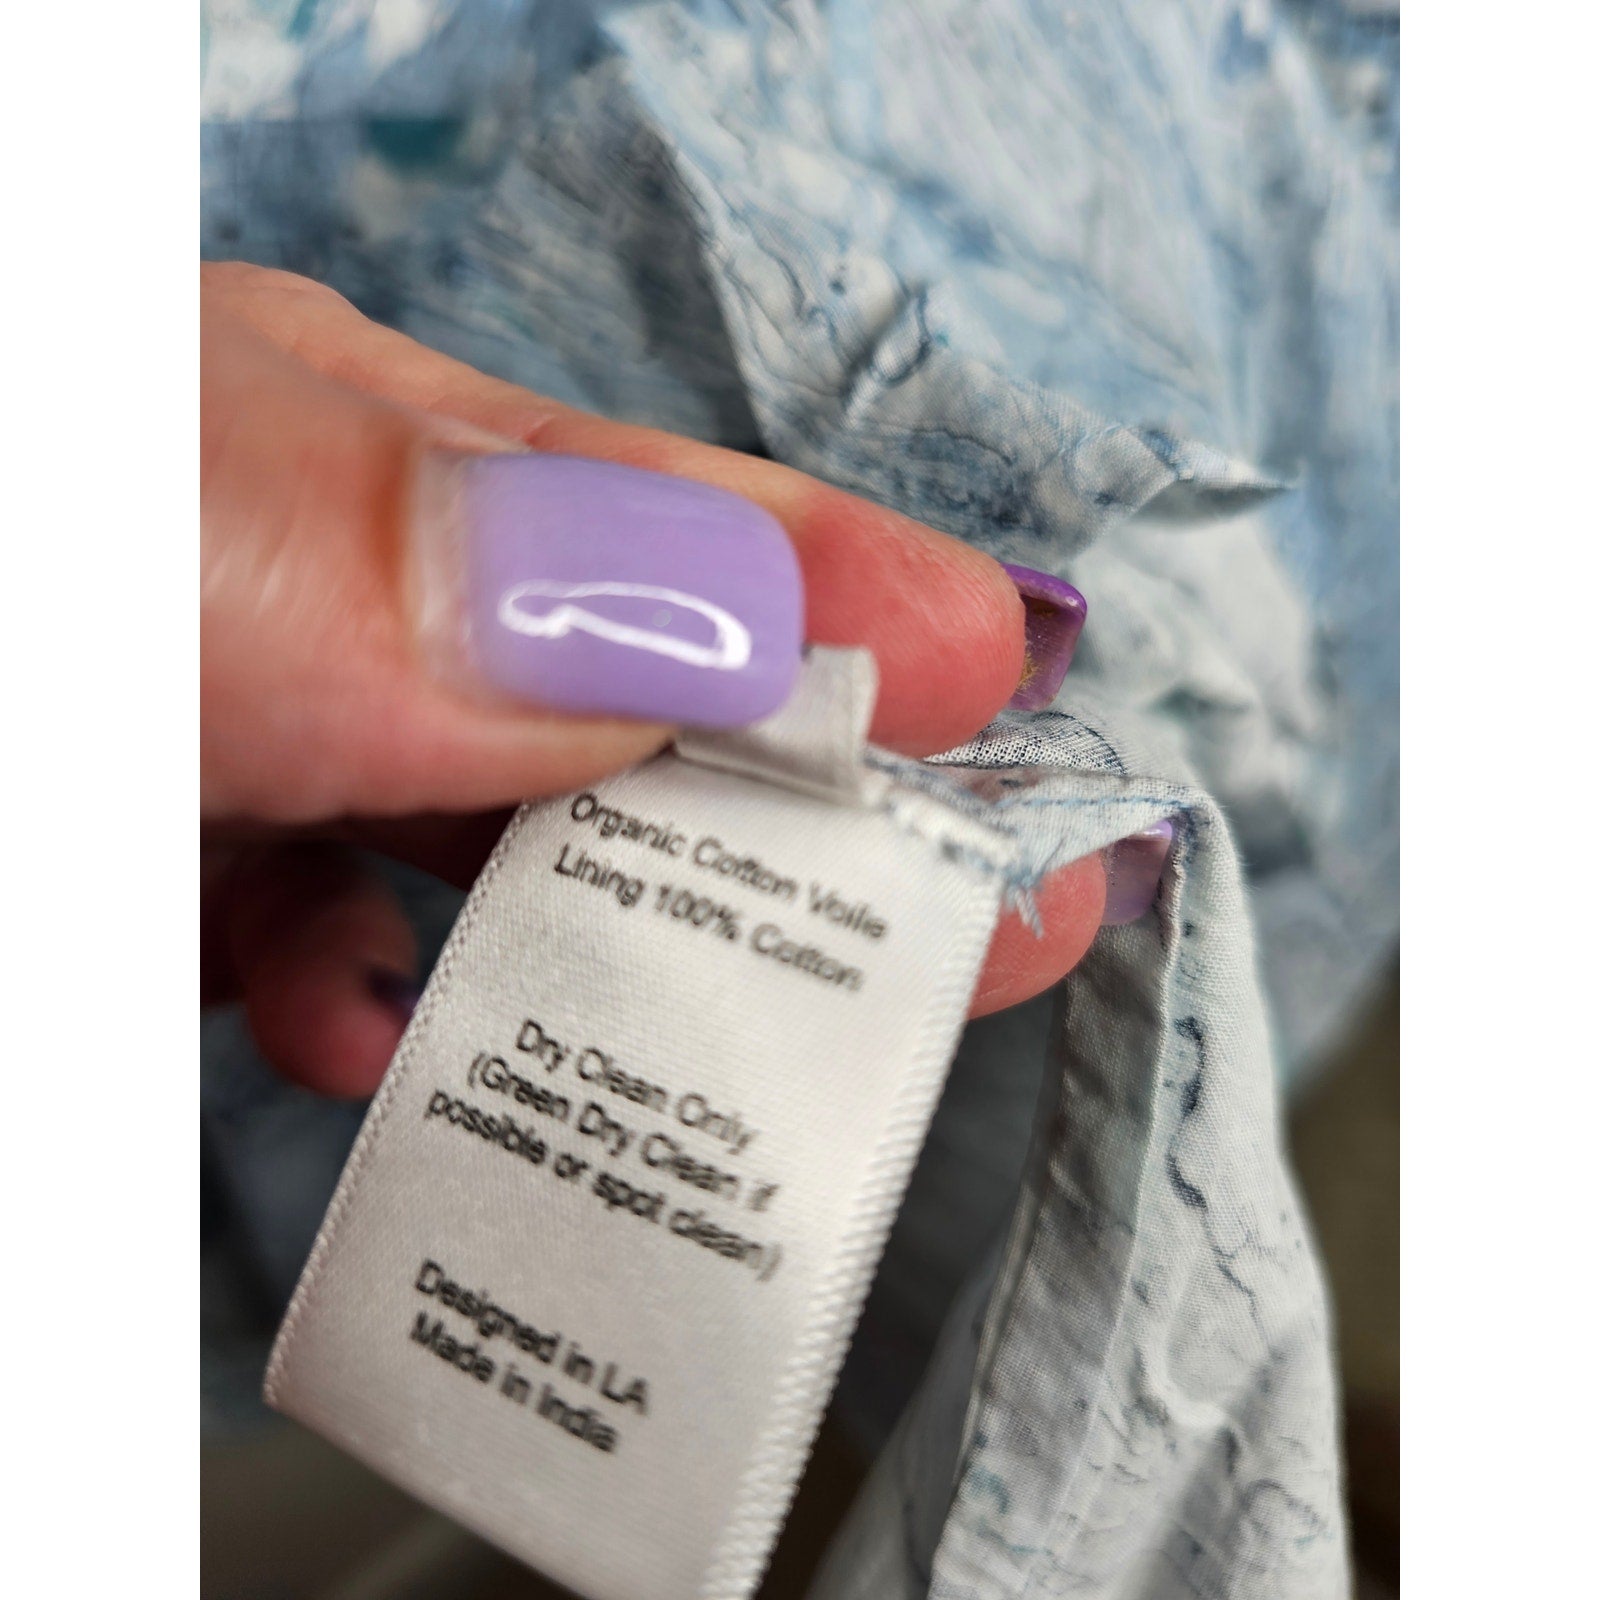 Organic Cotton Voile
Lining 100% Cotton
Dry Clean Only
(Green Dry Clean if
possible or spot clean)
Designed in LA
Made in India